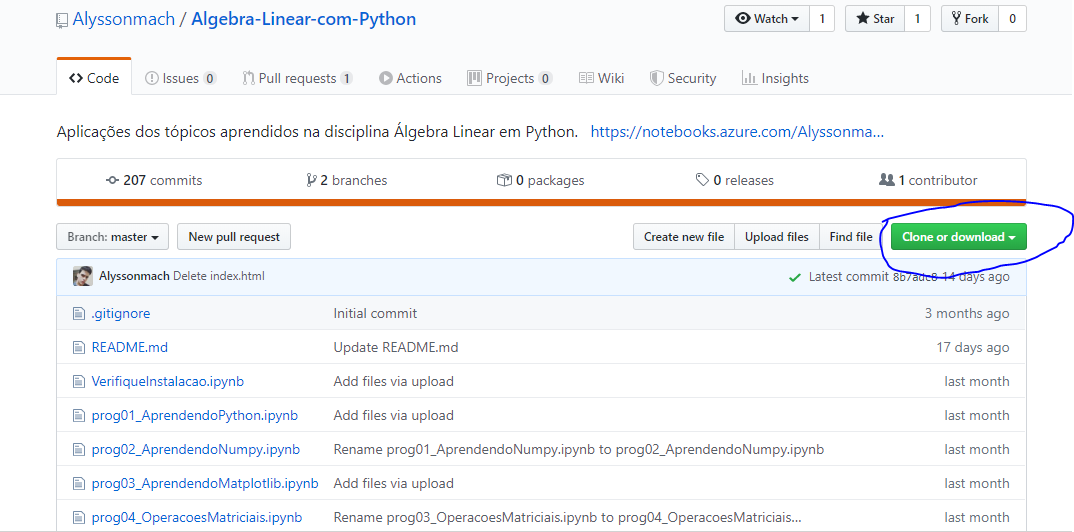 Alyssonmach / Algebra-Linear-com-Python
Watch 1 Star 1 Fork 0
Code Issues 0 Pull requests 1 Actions Projects 0 Wiki Security Insights
Aplicações dos tópicos aprendidos na disciplina Álgebra Linear em Python. https://notebooks.azure.com/Alyssonma...
207 commits 2 branches 0 packages 0 releases 1 contributor
Branch: master New pull request Create new file Upload files Find file Clone or download
Alyssonmach Delete index.html Latest commit 8b7adc8 14 days ago
.gitignore Initial commit 3 months ago
README.md Update README.md 17 days ago
VerifiqueInstalacao.ipynb Add files via upload last month
prog01_AprendendoPython.ipynb Add files via upload last month
prog02_AprendendoNumpy.ipynb Rename prog01_AprendendoNumpy.ipynb to prog02_AprendendoNumpy.ipynb last month
prog03_AprendendoMatplotlib.ipynb Add files via upload last month
prog04_OperacoesMatriciais.ipynb Rename prog03_OperacoesMatriciais.ipynb to prog04_OperacoesMatriciais... last month